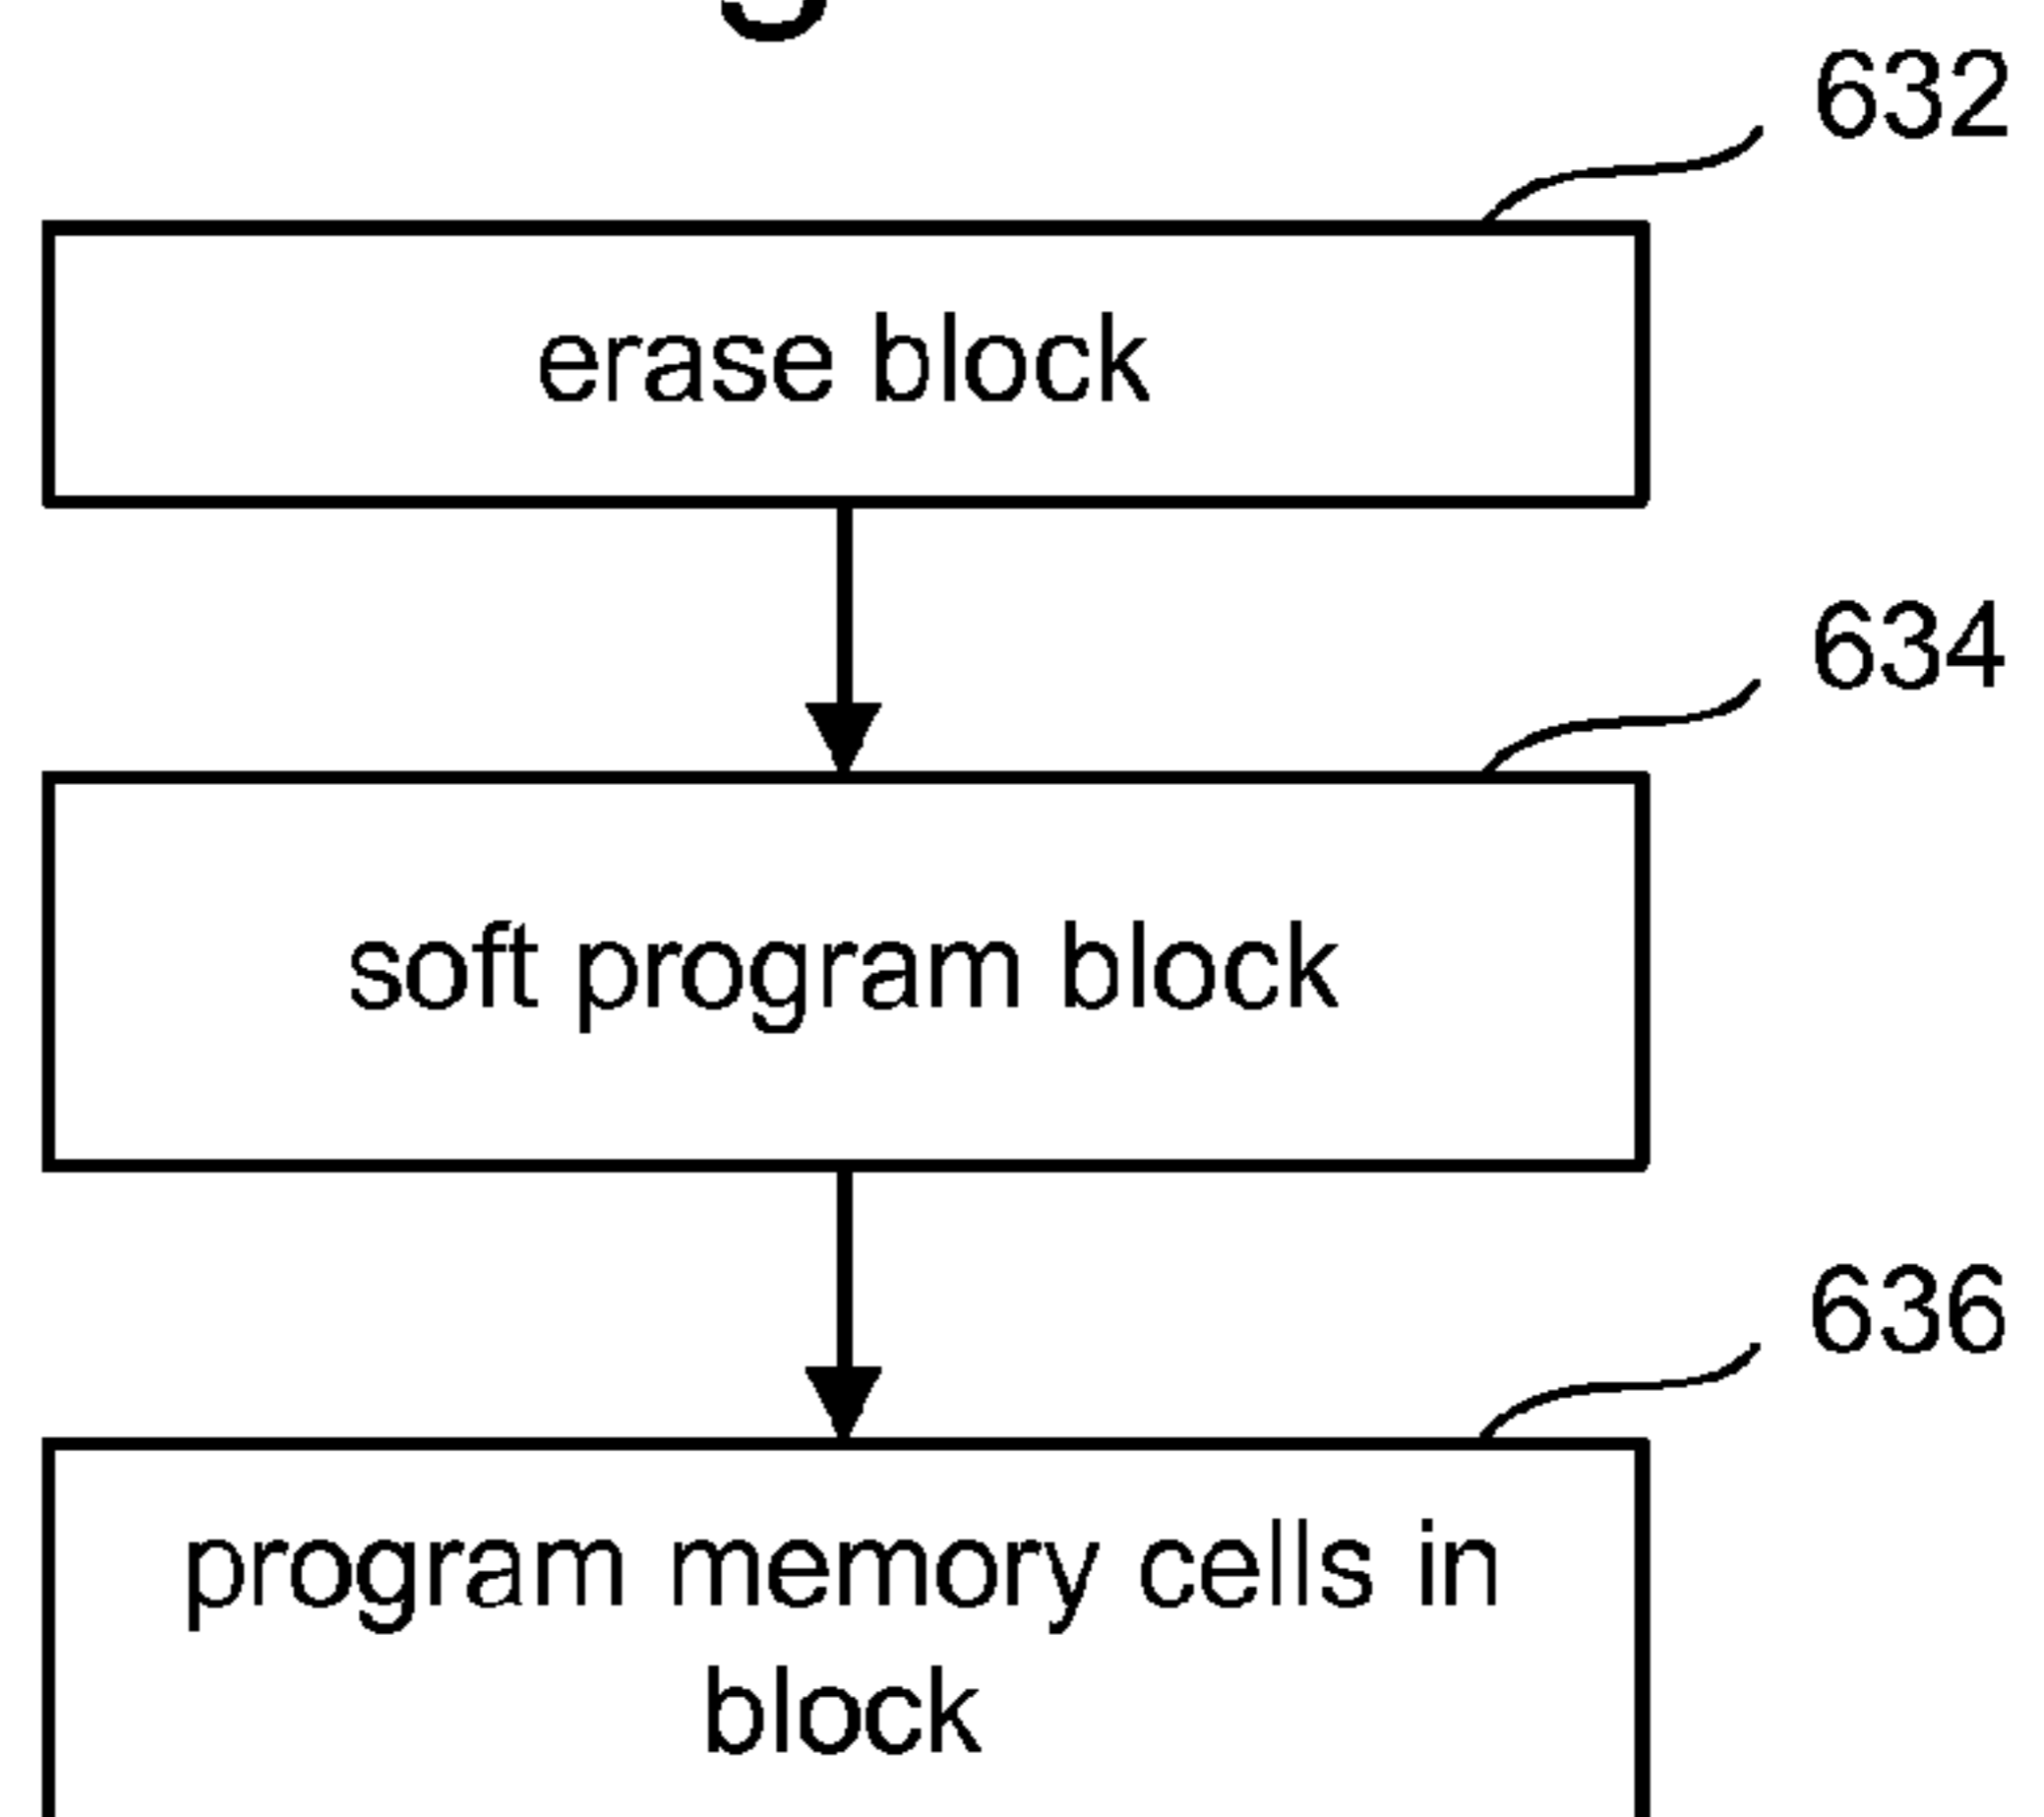 632
erase block
634
soft program block
636
program memory cells in
block